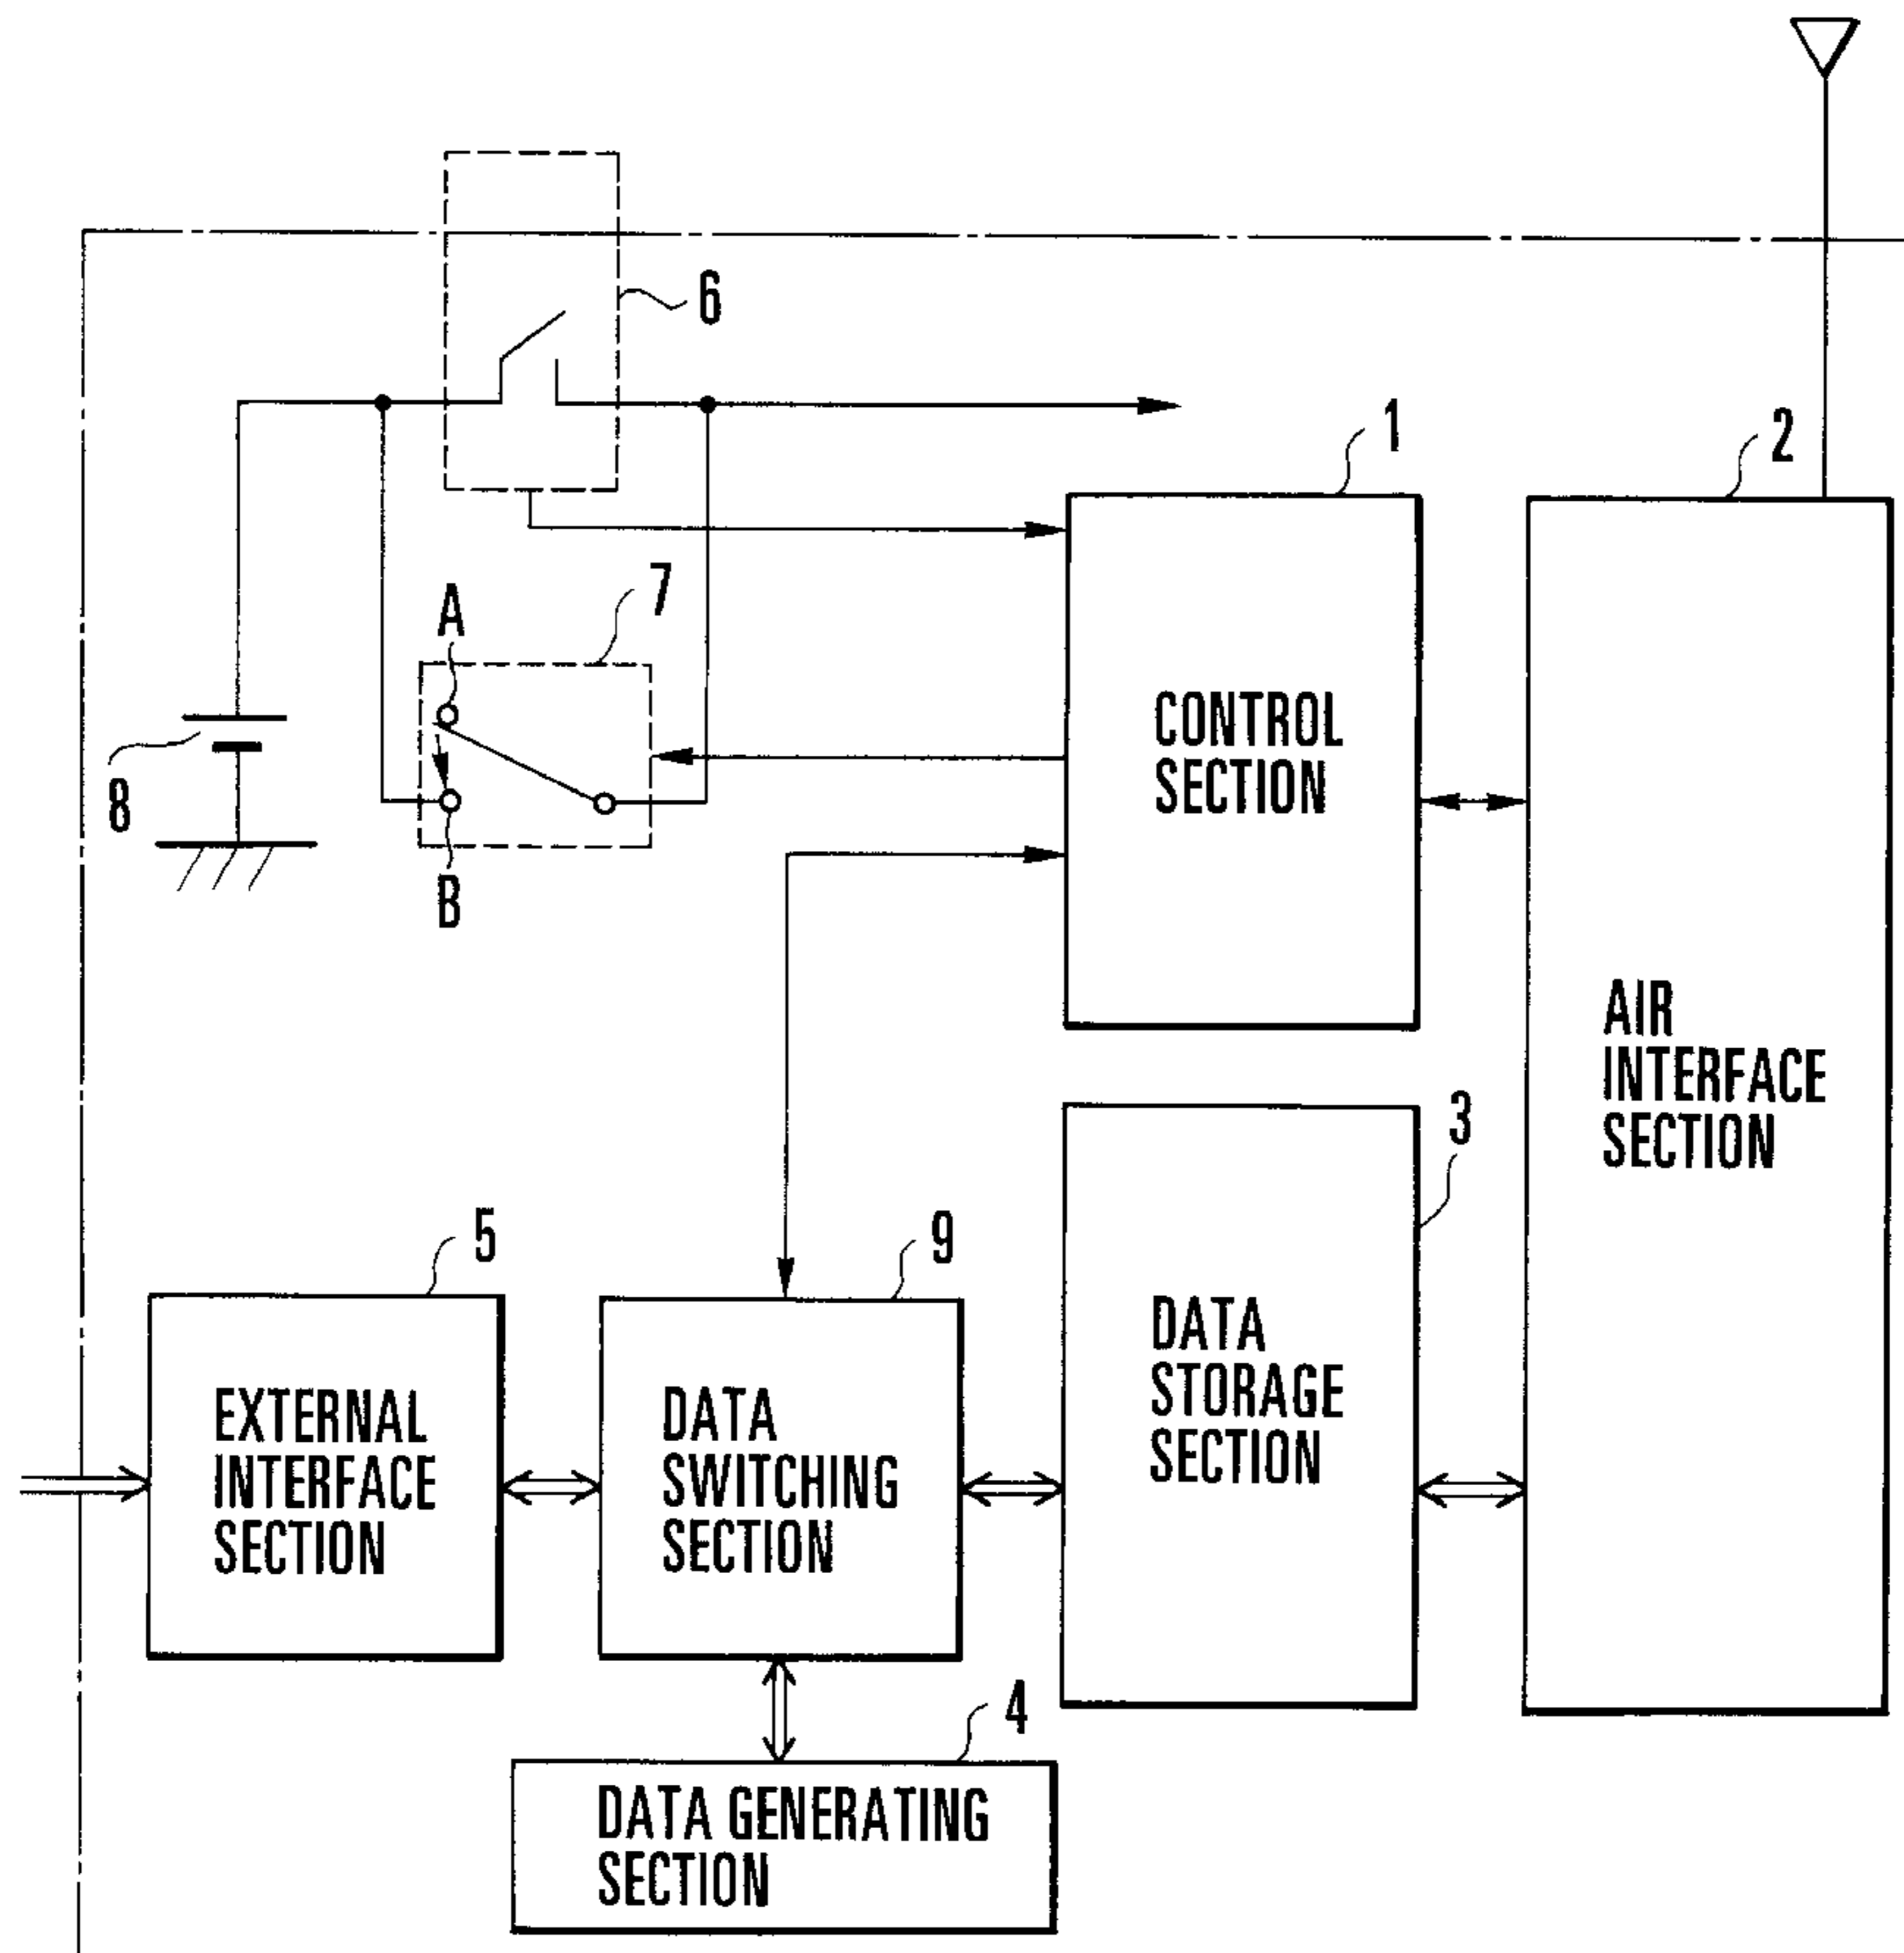 6
1
2
7
A
8
B
CONTROL
SECTION
AIR
INTERFACE
SECTION
3
5
9
DATA
STORAGE
SECTION
EXTERNAL
INTERFACE
SECTION
DATA
SWITCHING
SECTION
4
DATA GENERATING
SECTION